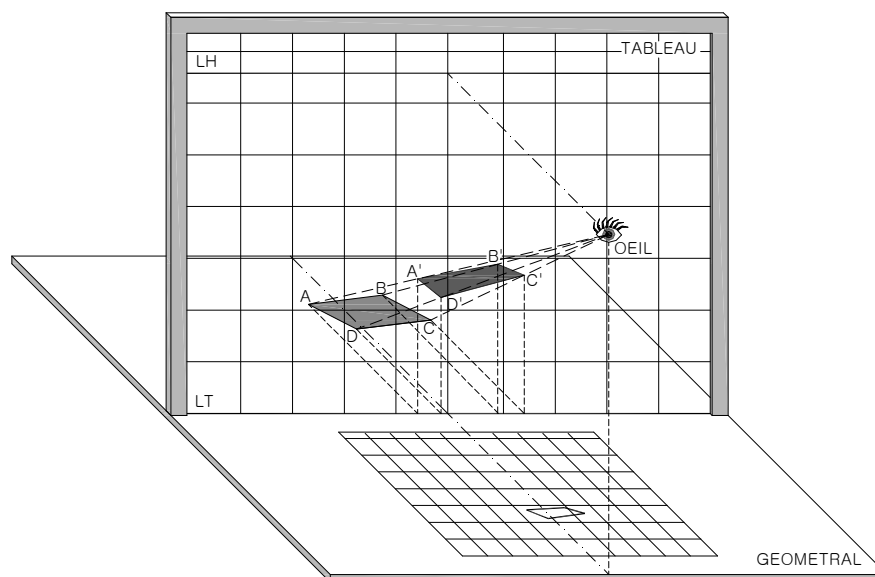 TABLEAU
LH
OEIL
B'
A'
C'
A
B
D'
C
D
LT
GEOMETRAL